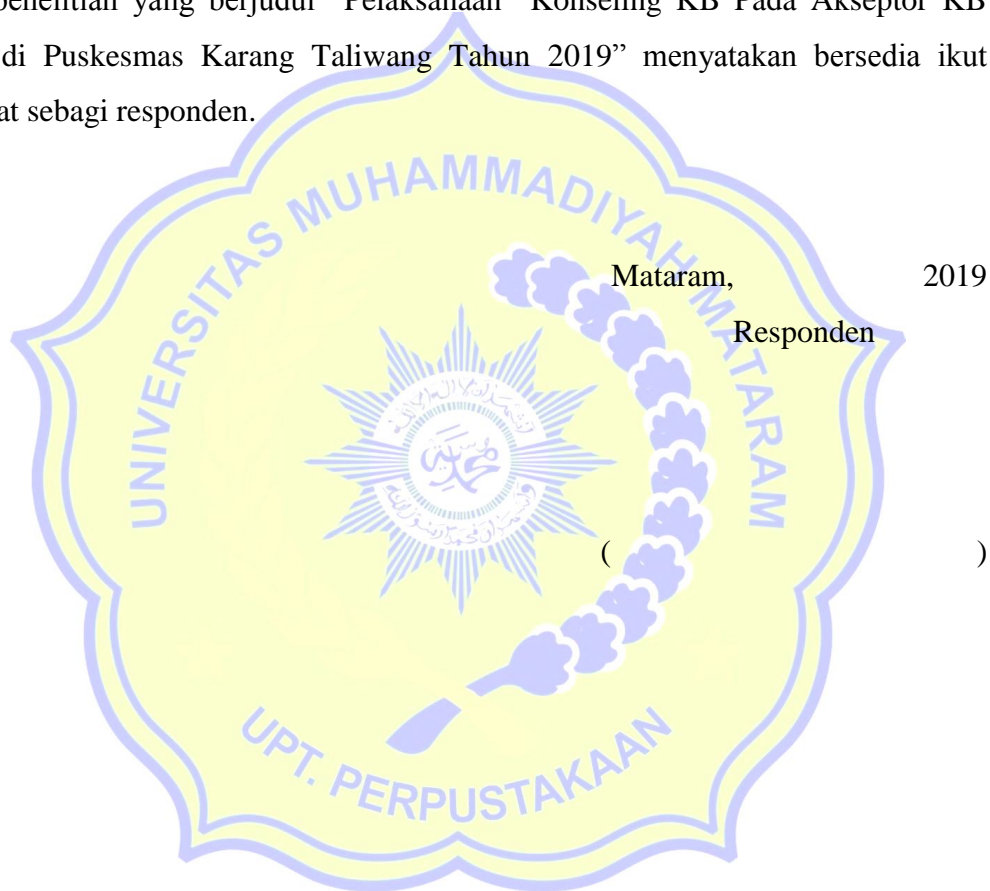 penelitian yang berjudul “Pelaksanaan Konseling KB Pada Akseptor KB
di Puskesmas Karang Taliwang Tahun 2019” menyatakan bersedia ikut
at sebagi responden.
UNIVERSITAS MUHAMMADIYAH MATARAM
Mataram, 2019
Responden
محمدية
( )
UPT. PERPUSTAKAAN